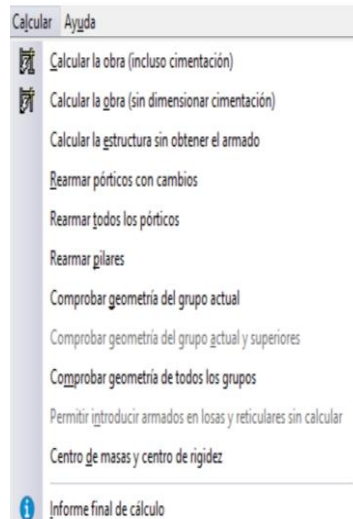 Calcular Ayuda
Calcular la obra (incluso cimentación)
Calcular la obra (sin dimensionar cimentación)
Calcular la estructura sin obtener el armado
Rearmar pórticos con cambios
Rearmar todos los pórticos
Rearmar pilares
Comprobar geometría del grupo actual
Comprobar geometría del grupo actual y superiores
Comprobar geometría de todos los grupos
Permitir introducir armados en losas y reticulares sin calcular
Centro de masas y centro de rigidez
Informe final de cálculo